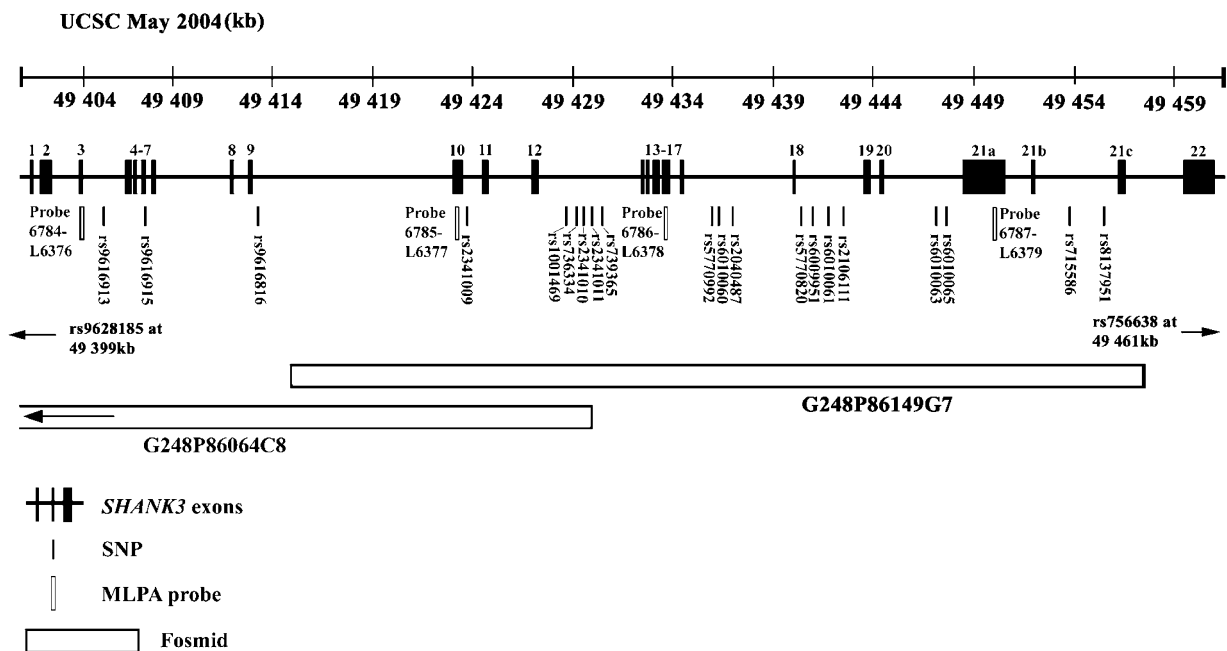 UCSC May 2004(kb)
49 404 49 409 49 414 49 419 49 424 49 429 49 434 49 439 49 444 49 449 49 454 49 459
1 2 3 4-7 8 9 10 11 12 13-17 18 19 20 21a 21b 21c 22
Probe
6784-
L6376
rs9616913
rs9616915
rs9616816
Probe
6785-
L6377
rs2341009
rs1001469
rs736334
rs2341010
rs2341011
rs739365
Probe
6786-
L6378
rs5770992
rs6010060
rs2040487
rs5770820
rs6009951
rs6010061
rs2106111
rs6010063
rs6010065
Probe
6787-
L6379
rs715586
rs8137951
rs9628185 at
49 399kb
rs756638 at
49 461kb
G248P86149G7
G248P86064C8
SHANK3 exons
SNP
MLPA probe
Fosmid